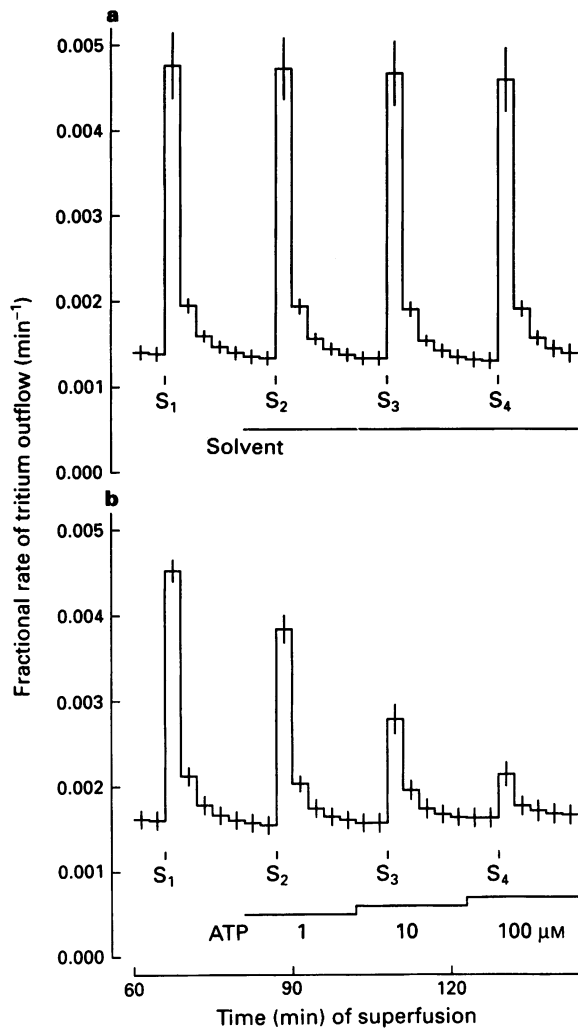 a
0.005
0.004
0.003
0.002
0.001
0.000
S₁ S₂ S₃ S₄
Solvent
Fractional rate of tritium outflow (min⁻¹)
b
0.005
0.004
0.003
0.002
0.001
0.000
S₁ S₂ S₃ S₄
ATP 1 10 100 μM
60 90 120
Time (min) of superfusion